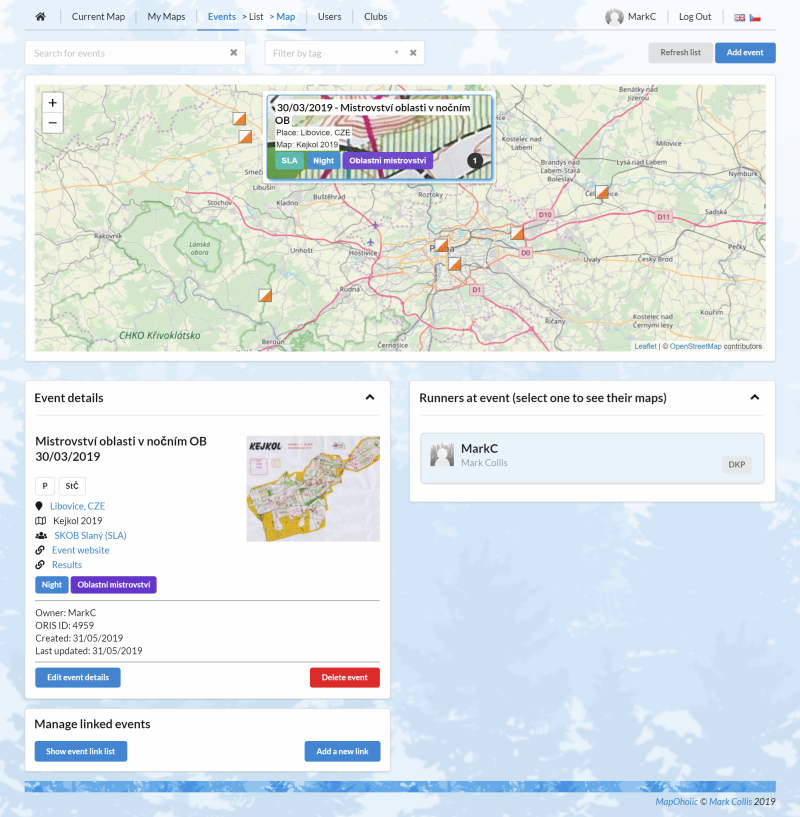 Current Map My Maps Events > List > Map Users Clubs MarkC Log Out
Search for events Filter by tag Refresh list Add event
+
−
30/03/2019 - Mistrovství oblasti v nočním
OB
Place: Libovice, CZE
Map: Kejkol 2019
SLA Night Oblastní mistrovství 1
Benátky nad
Jizerou
Kostelec nad
Labem
Milovice
Brandýs nad
Labem-Stará
Boleslav
Lysá nad Labem
Nymburk
Libušín
Stochov
Kladno
Buštěhrad
Roztoky
D10
D11
Sadská
Rakovník
Lánská
obora
Unhošť
Hostivice
D0
Úvaly
Český Brod
Pečky
D1
CHKO Křivoklátsko
Beroun
Černošice
Říčany
Kostelec nad
Černými lesy
Kouřim
Leaflet | © OpenStreetMap contributors
Event details
Mistrovství oblasti v nočním OB
30/03/2019
KEJKOL
P StČ
Libovice, CZE
Kejkol 2019
SKOB Slaný (SLA)
Event website
Results
Night Oblastní mistrovství
Owner: MarkC
ORIS ID: 4959
Created: 31/05/2019
Last updated: 31/05/2019
Edit event details Delete event
Manage linked events
Show event link list Add a new link
Runners at event (select one to see their maps)
MarkC
Mark Collis
DKP
MapOholic © Mark Collis 2019